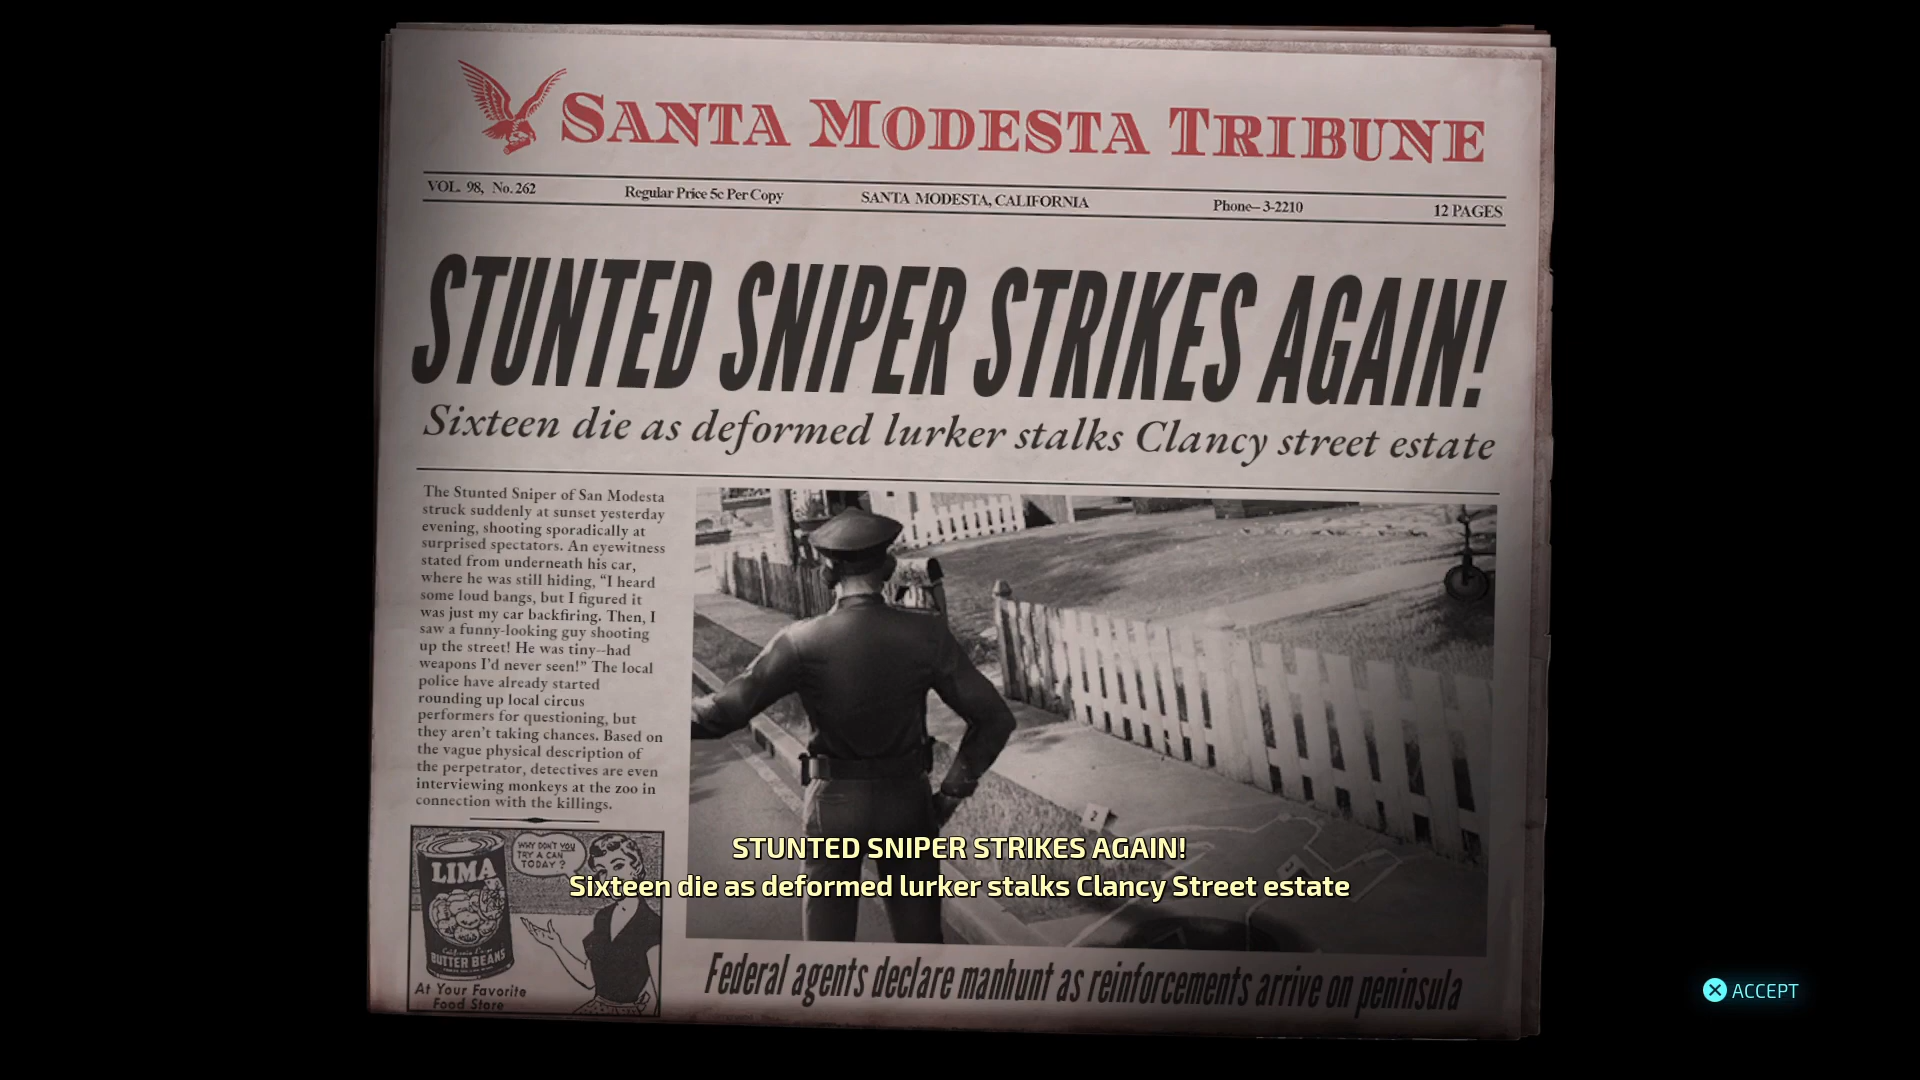 SANTA MODESTA TRIBUNE
VOL. 98, No. 262 Regular Price 5c Per Copy SANTA MODESTA, CALIFORNIA Phone–3-2210 12 PAGES
STUNTED SNIPER STRIKES AGAIN!
Sixteen die as deformed lurker stalks Clancy street estate
The Stunted Sniper of San Modesta
struck suddenly at sunset yesterday
evening, shooting sporadically at
surprised spectators. An eyewitness
stated from underneath his car,
where he was still hiding, “I heard
some loud bangs, but I figured it
was just my car backfiring. Then, I
saw a funny-looking guy shooting
up the street! He was tiny--had
weapons I’d never seen!” The local
police have already started
rounding up local circus
performers for questioning, but
they aren’t taking chances. Based on
the vague physical description of
the perpetrator, detectives are even
interviewing monkeys at the zoo in
connection with the killings.
LIMA
BUTTER BEANS
WHY DON'T YOU
TRY A CAN
TODAY?
At Your Favorite
Food Store
2
STUNTED SNIPER STRIKES AGAIN!
Sixteen die as deformed lurker stalks Clancy Street estate
Federal agents declare manhunt as reinforcements arrive on peninsula
ACCEPT